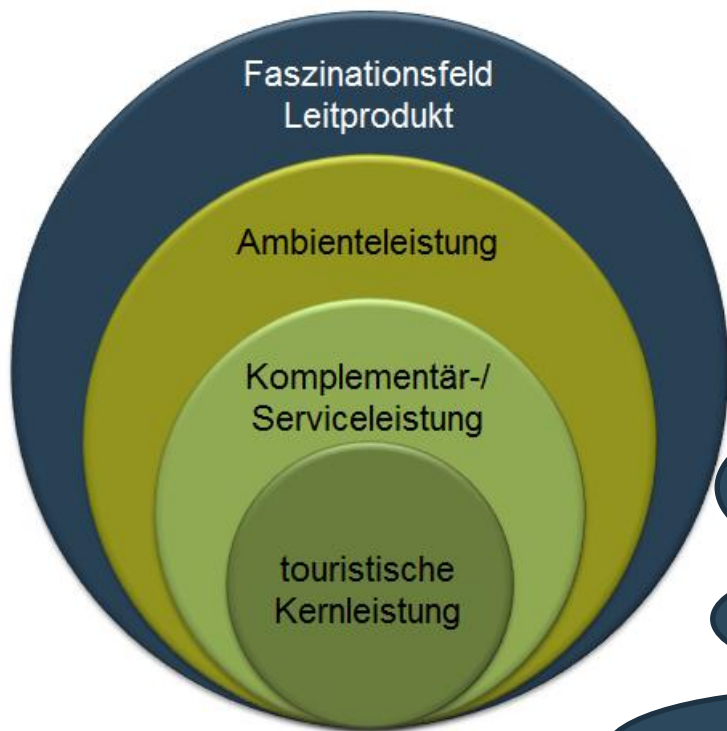 Faszinationsfeld
Leitprodukt
Ambienteleistung
Komplementär-/
Serviceleistung
touristische
Kernleistung